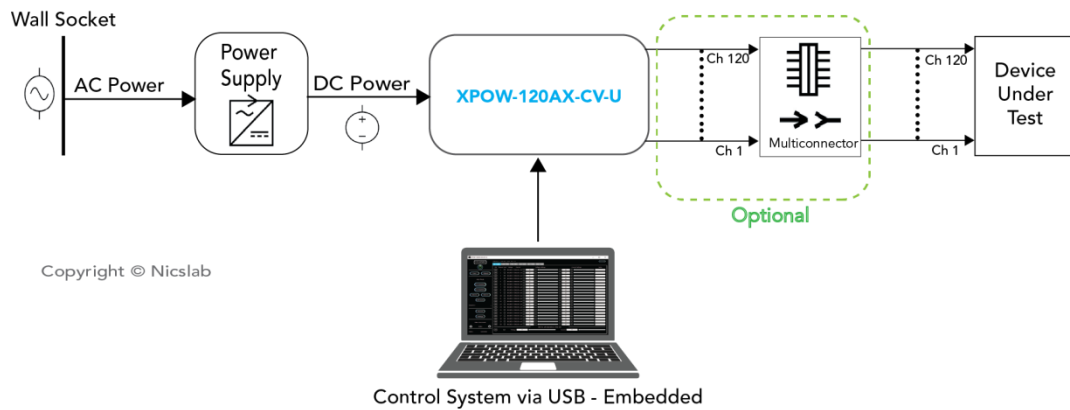 Wall Socket
AC Power
Power
Supply
DC Power
XPOW-120AX-CV-U
Ch 120
Ch 1
Multiconnector
Ch 120
Ch 1
Device
Under
Test
Optional
Copyright © Nicslab
Control System via USB - Embedded